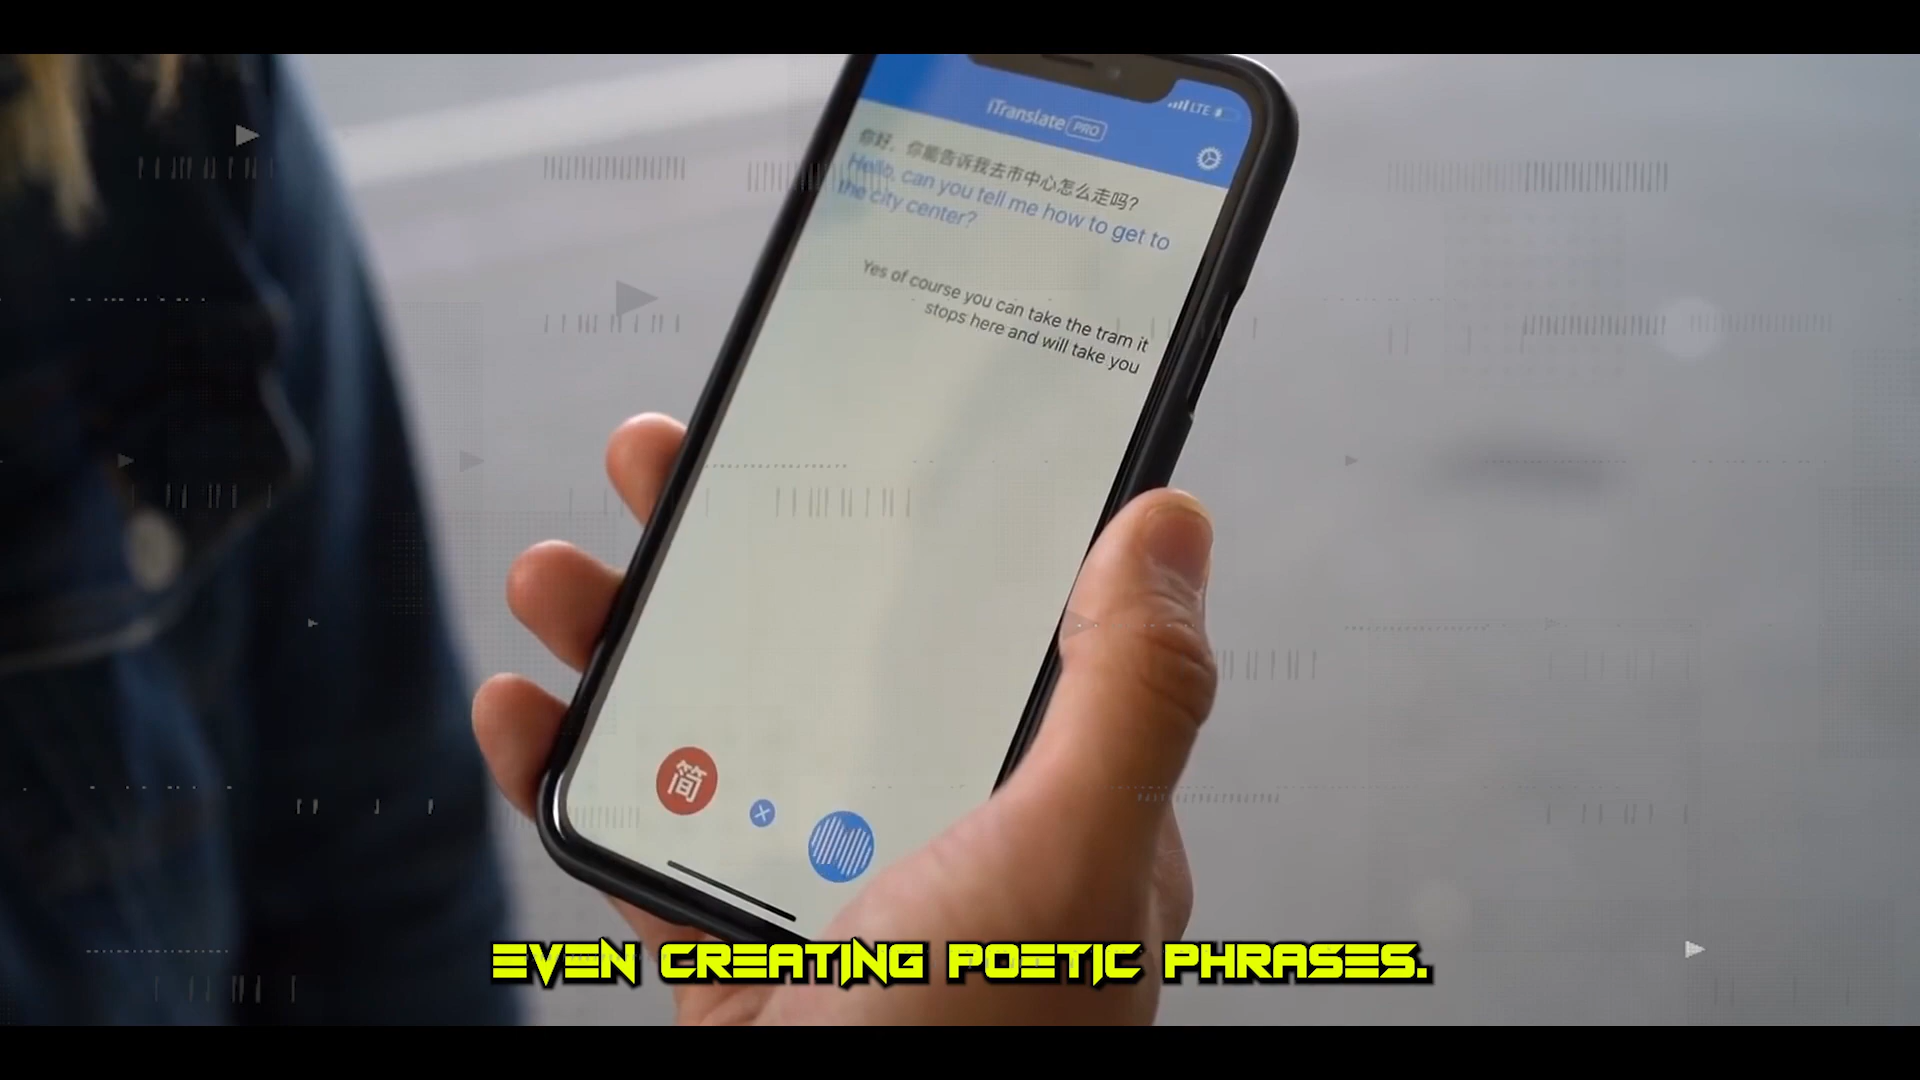 LTE
iTranslate PRO
你好，你能告诉我去市中心怎么走吗？
Hello, can you tell me how to get to
the city center?
Yes of course you can take the tram it
stops here and will take you
简
EVEN CREATING POETIC PHRASES.